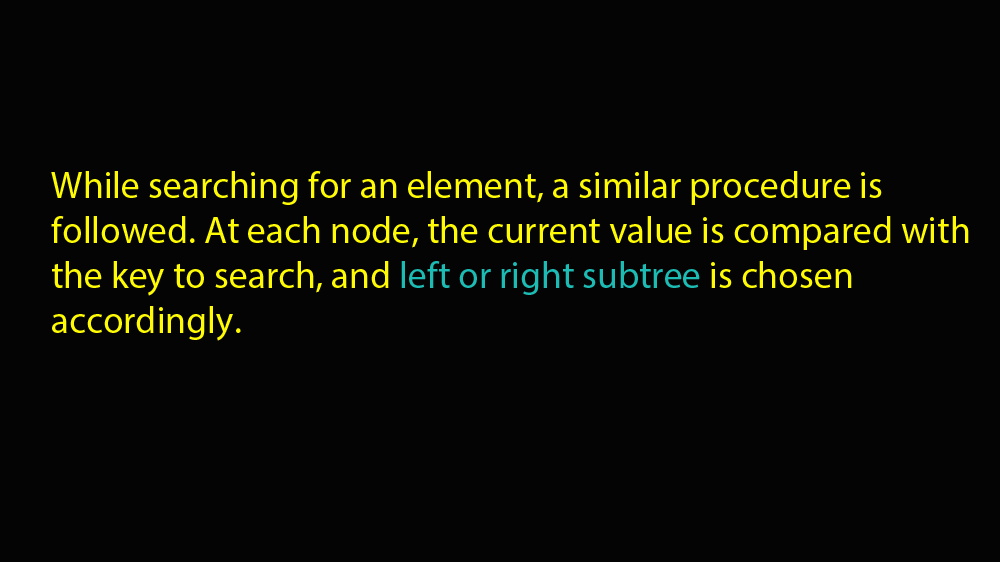 While searching for an element, a similar procedure is
followed. At each node, the current value is compared with
the key to search, and left or right subtree is chosen
accordingly.